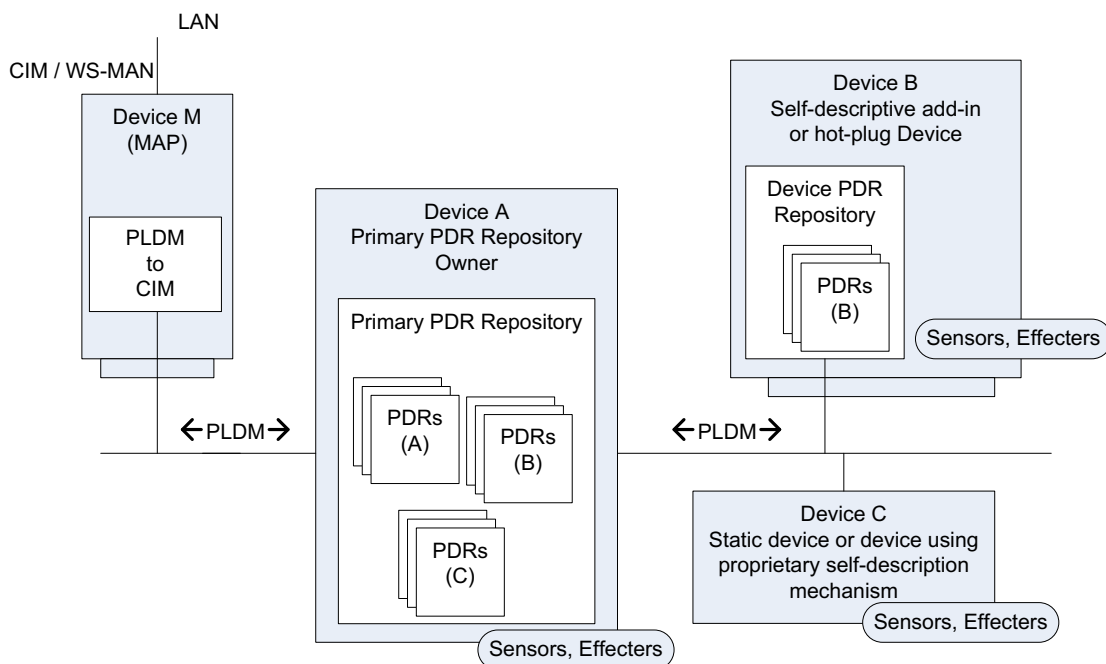 LAN
CIM / WS-MAN
Device M
(MAP)
PLDM
to
CIM
Device A
Primary PDR Repository
Owner
Primary PDR Repository
PDRs
(A)
PDRs
(B)
PDRs
(C)
Sensors, Effecters
PLDM
PLDM
Device B
Self-descriptive add-in
or hot-plug Device
Device PDR
Repository
PDRs
(B)
Sensors, Effecters
Device C
Static device or device using
proprietary self-description
mechanism
Sensors, Effecters